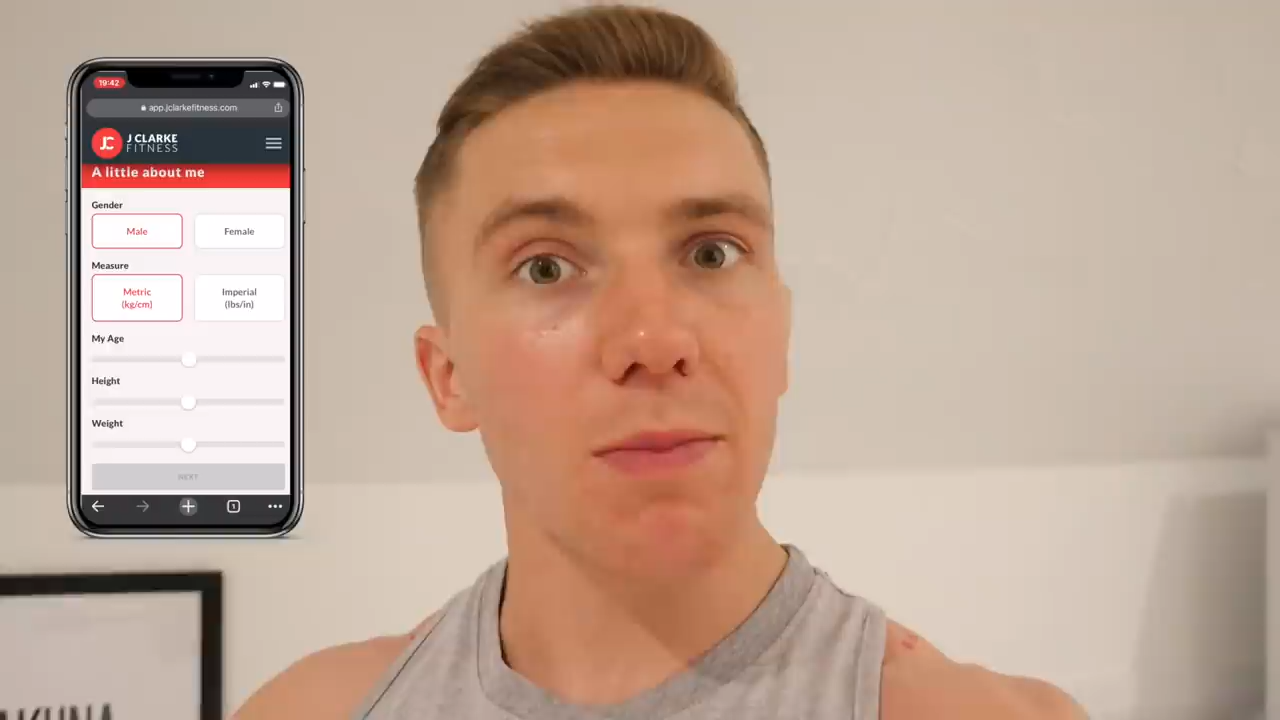 19:42
app.jclarkefitness.com
JC
J CLARKE
FITNESS
A little about me
Gender
Male
Female
Measure
Metric
(kg/cm)
Imperial
(lbs/in)
My Age
Height
Weight
NEXT
1